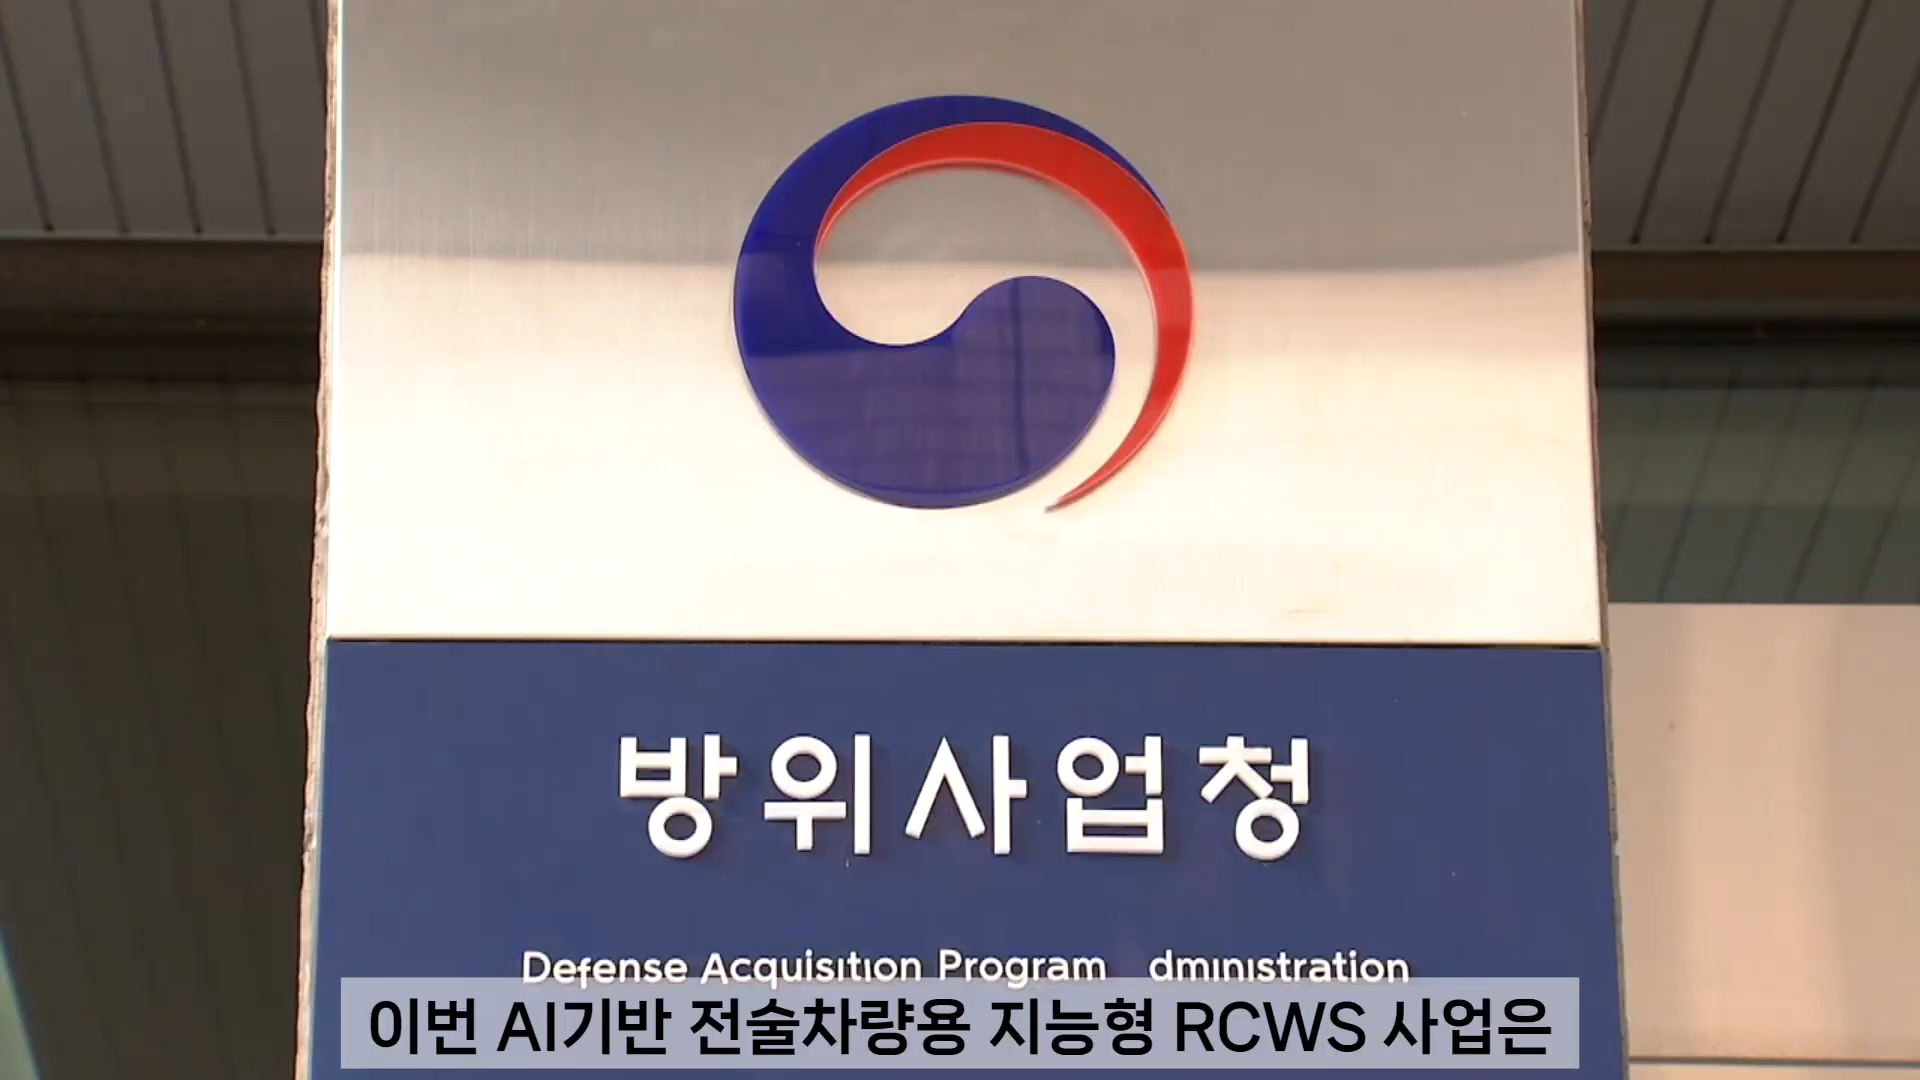 방위사업청
Defense Acquisition Program dministration
이번 AI기반 전술차량용 지능형 RCWS 사업은